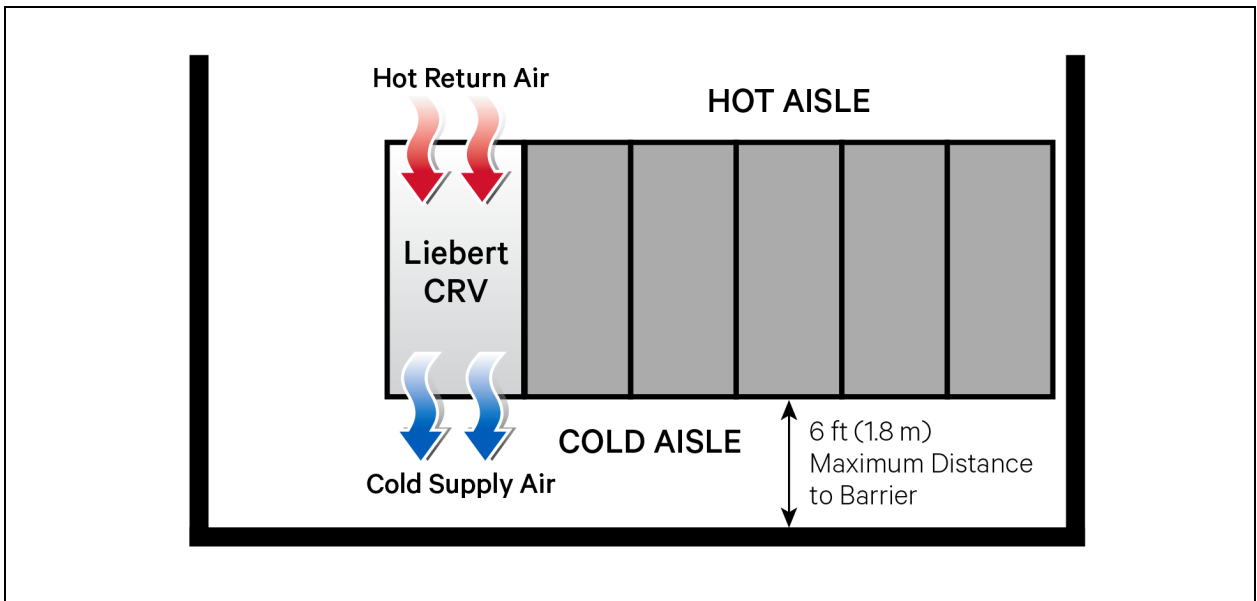 Hot Return Air
HOT AISLE
Liebert
CRV
COLD AISLE
Cold Supply Air
6 ft (1.8 m)
Maximum Distance
to Barrier